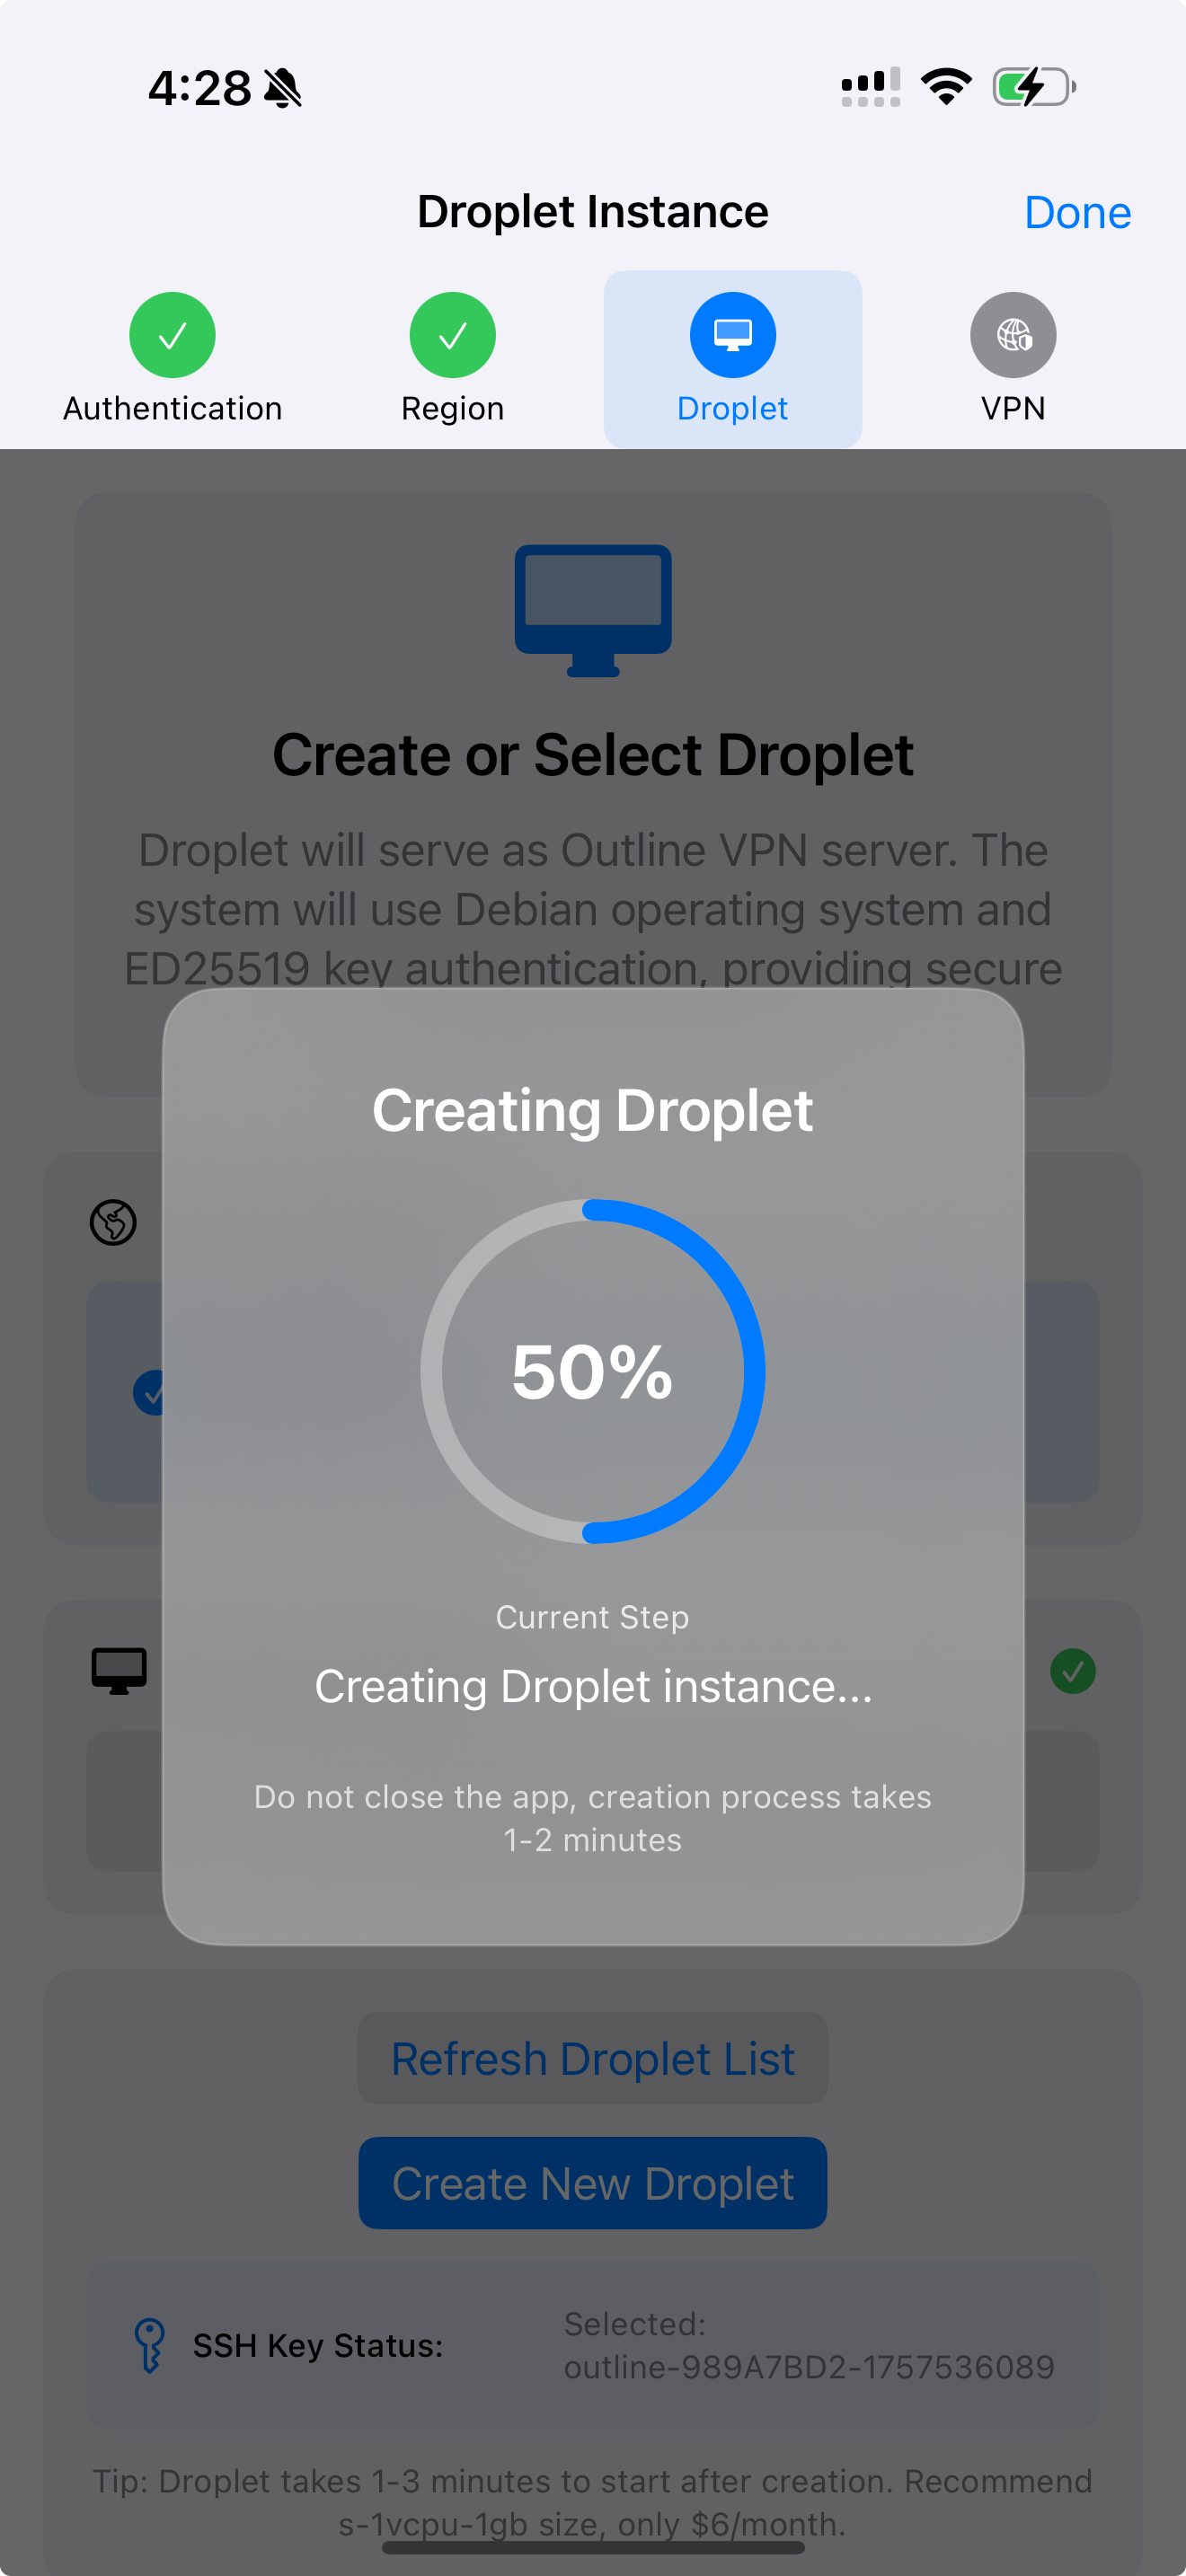 4:28
Droplet Instance
Done
Authentication
Region
Droplet
VPN
Create or Select Droplet
Droplet will serve as Outline VPN server. The
system will use Debian operating system and
ED25519 key authentication, providing secure
Creating Droplet
50%
Current Step
Creating Droplet instance...
Do not close the app, creation process takes
1-2 minutes
Refresh Droplet List
Create New Droplet
SSH Key Status:
Selected:
outline-989A7BD2-1757536089
Tip: Droplet takes 1-3 minutes to start after creation. Recommend
s-1vcpu-1gb size, only $6/month.